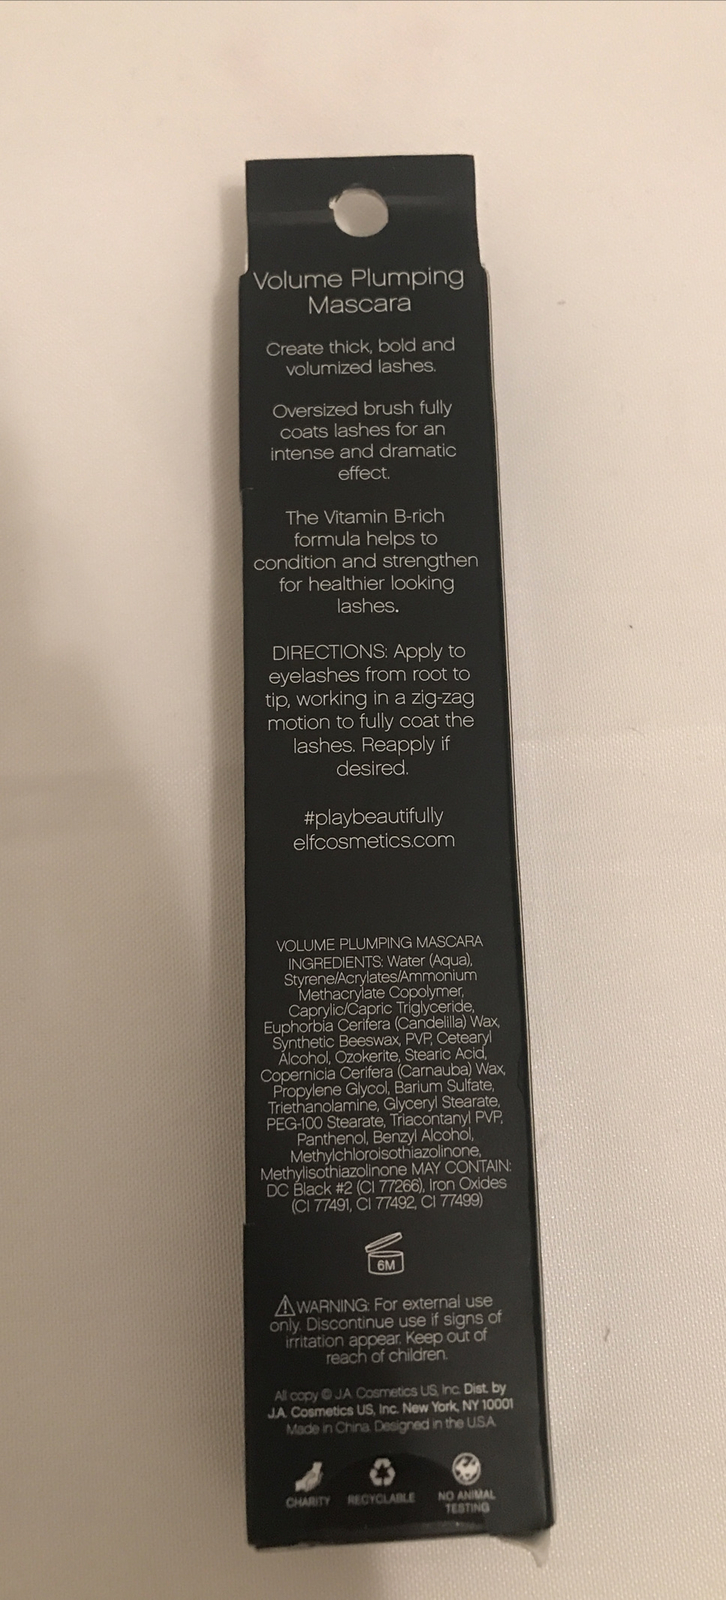 Volume Plumping
Mascara
Create thick, bold and
volumized lashes.
Oversized brush fully
coats lashes for an
intense and dramatic
effect.
The Vitamin B-rich
formula helps to
condition and strengthen
for healthier looking
lashes.
DIRECTIONS: Apply to
eyelashes from root to
tip, working in a zig-zag
motion to fully coat the
lashes. Reapply if
desired.
#playbeautifully
elfcosmetics.com
VOLUME PLUMPING MASCARA
INGREDIENTS: Water (Aqua),
Styrene/Acrylates/Ammonium
Methacrylate Copolymer,
Caprylic/Capric Triglyceride,
Euphorbia Cerifera (Candelilla) Wax,
Synthetic Beeswax, PVP, Cetearyl
Alcohol, Ozokerite, Stearic Acid,
Copernicia Cerifera (Carnauba) Wax,
Propylene Glycol, Barium Sulfate,
Triethanolamine, Glyceryl Stearate,
PEG-100 Stearate, Triacontanyl PVP,
Panthenol, Benzyl Alcohol,
Methylchloroisothiazolinone,
Methylisothiazolinone MAY CONTAIN:
DC Black #2 (CI 77266), Iron Oxides
(CI 77491, CI 77492, CI 77499)
6M
WARNING: For external use
only. Discontinue use if signs of
irritation appear. Keep out of
reach of children.
All copy © J.A. Cosmetics US, Inc. Dist. by
J.A. Cosmetics US, Inc. New York, NY 10001
Made in China. Designed in the U.S.A.
CHARITY RECYCLABLE NO ANIMAL
TESTING